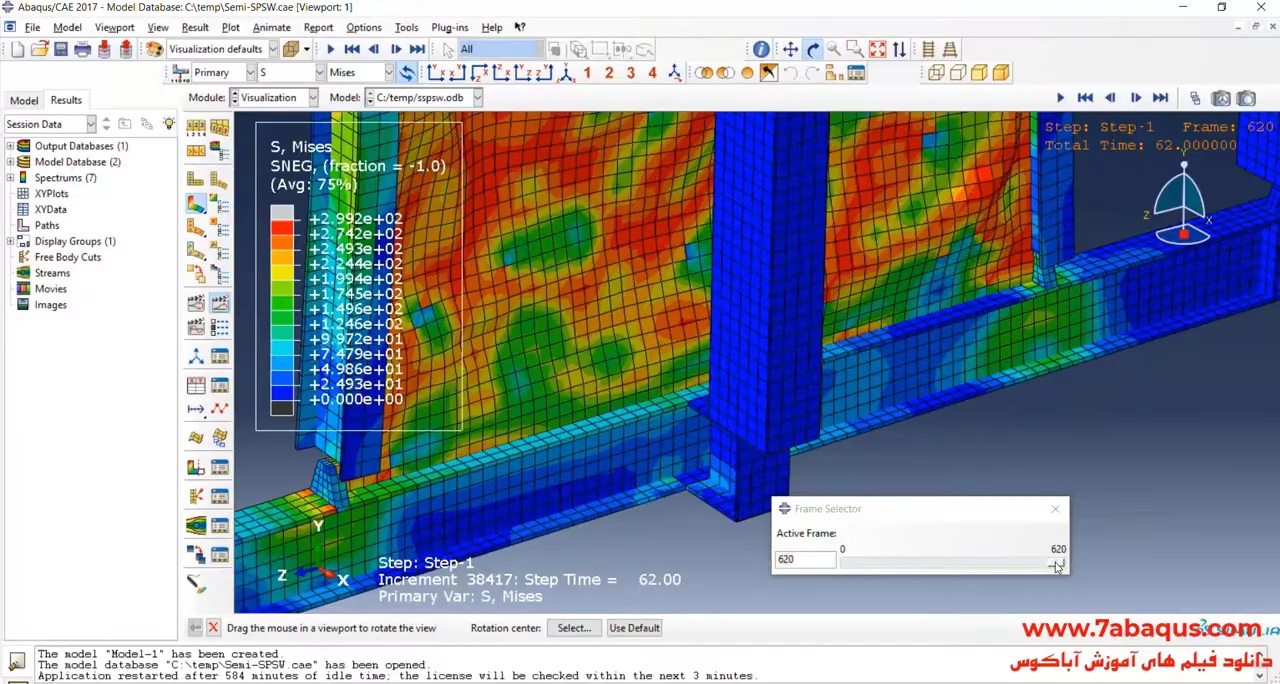 Abaqus/CAE 2017 - Model Database: C:\temp\Semi-SPSW.cae [Viewport: 1]
File Model Viewport View Result Plot Animate Report Options Tools Plug-ins Help
Visualization defaults All
Primary S Mises 1 2 3 4
Model Results Module: Visualization Model: C:/temp/sspsw.odb
Session Data
Output Databases (1)
Model Database (2)
Spectrums (7)
XYPlots
XYData
Paths
Display Groups (1)
Free Body Cuts
Streams
Movies
Images
S, Mises
SNEG, (fraction = -1.0)
(Avg: 75%)
+2.992e+02
+2.742e+02
+2.493e+02
+2.244e+02
+1.994e+02
+1.745e+02
+1.496e+02
+1.246e+02
+9.972e+01
+7.479e+01
+4.986e+01
+2.493e+01
+0.000e+00
Step: Step-1 Frame: 620
Total Time: 62.000000
Y
Z X
Frame Selector
Active Frame:
0 620
620
Y
Z X
Step: Step-1
Increment 38417: Step Time = 62.00
Primary Var: S, Mises
Drag the mouse in a viewport to rotate the view Rotation center: Select... Use Default
The model "Model-1" has been created.
The model database "C:\temp\Semi-SPSW.cae" has been opened.
Application restarted after 584 minutes of idle time; the license will be checked within the next 3 minutes.
www.7abaqus.com
دانلود فیلم های آموزش آباکوس